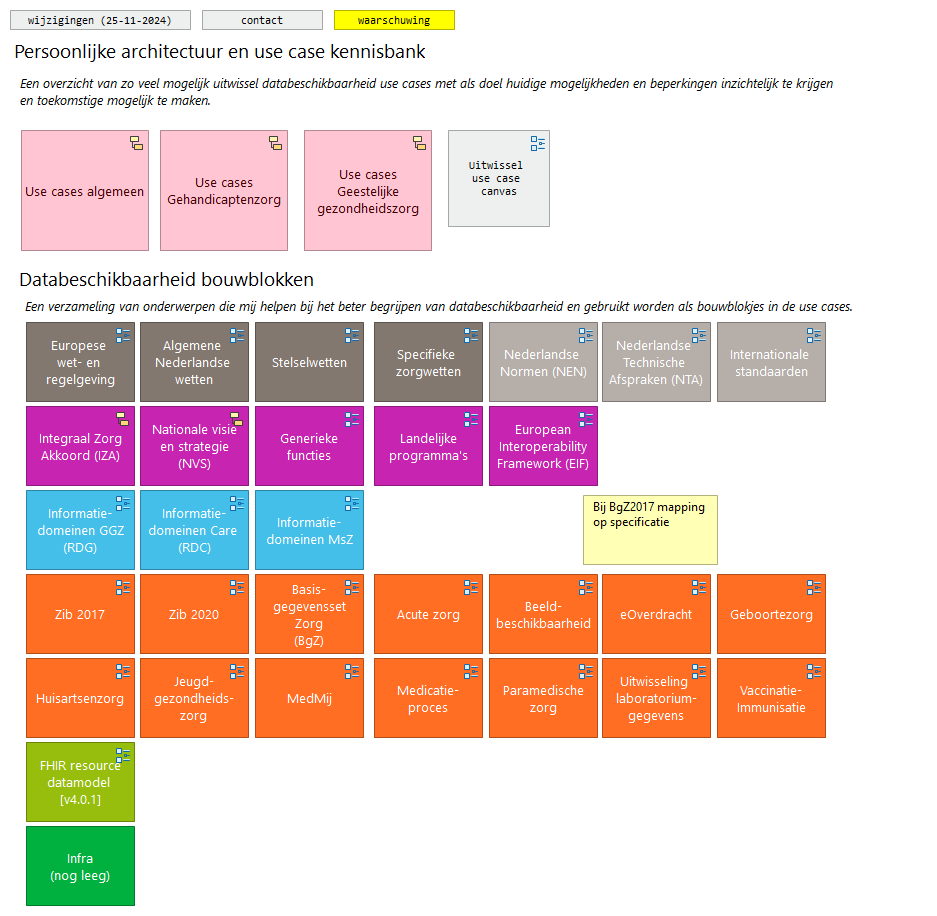 wijzigingen (25-11-2024)
contact
waarschuwing
Persoonlijke architectuur en use case kennisbank
Een overzicht van zo veel mogelijk uitwissel databeschikbaarheid use cases met als doel huidige mogelijkheden en beperkingen inzichtelijk te krijgen
en toekomstige mogelijk te maken.
Use cases algemeen
Use cases
Gehandicaptenzorg
Use cases
Geestelijke
gezondheidszorg
Uitwissel
use case
canvas
Databeschikbaarheid bouwblokken
Een verzameling van onderwerpen die mij helpen bij het beter begrijpen van databeschikbaarheid en gebruikt worden als bouwblokjes in de use cases.
Europese
wet- en
regelgeving
Algemene
Nederlandse
wetten
Stelselwetten
Specifieke
zorgwetten
Nederlandse
Normen (NEN)
Nederlandse
Technische
Afspraken (NTA)
Internationale
standaarden
Integraal Zorg
Akkoord (IZA)
Nationale visie
en strategie
(NVS)
Generieke
functies
Landelijke
programma's
European
Interoperability
Framework (EIF)
Informatie-
domeinen GGZ
(RDG)
Informatie-
domeinen Care
(RDC)
Informatie-
domeinen MsZ
Bij BgZ2017 mapping
op specificatie
Zib 2017
Zib 2020
Basis-
gegevensset
Zorg
(BgZ)
Acute zorg
Beeld-
beschikbaarheid
eOverdracht
Geboortezorg
Huisartsenzorg
Jeugd-
gezondheids-
zorg
MedMij
Medicatie-
proces
Paramedische
zorg
Uitwisseling
laboratorium-
gegevens
Vaccinatie-
Immunisatie
FHIR resource
datamodel
[v4.0.1]
Infra
(nog leeg)